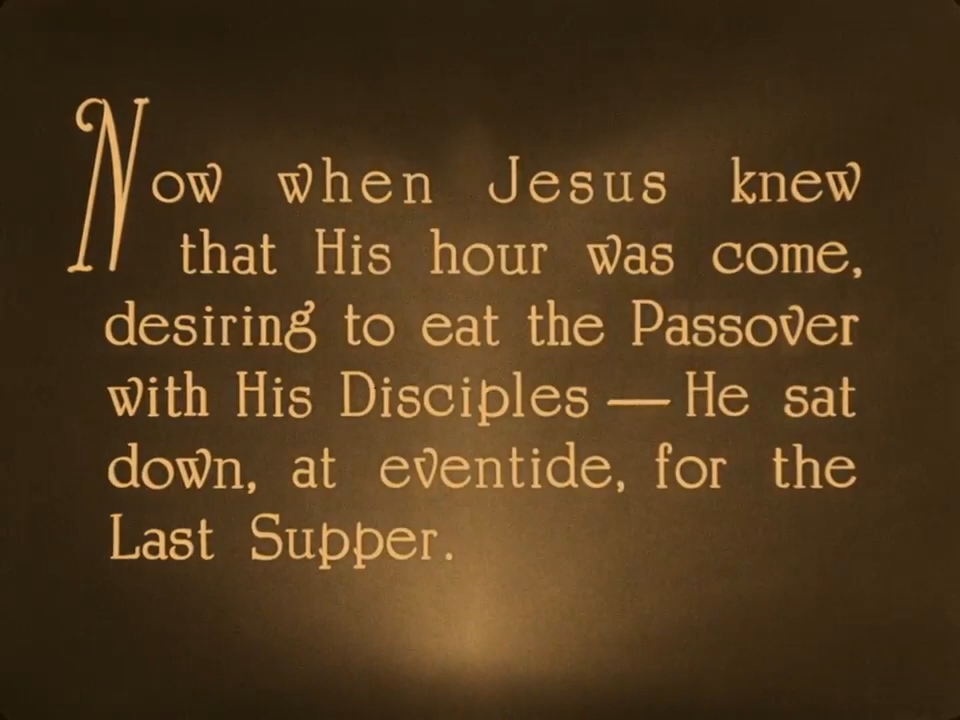 Now when Jesus knew
that His hour was come,
desiring to eat the Passover
with His Disciples — He sat
down, at eventide, for the
Last Supper.